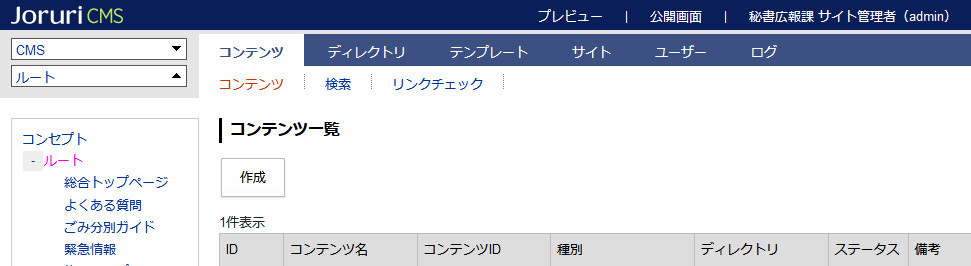 Joruri CMS
プレビュー | 公開画面 | 秘書広報課 サイト管理者（admin）
CMS
ルート
コンテンツ ディレクトリ テンプレート サイト ユーザー ログ
コンテンツ 検索 リンクチェック
コンセプト
- ルート
総合トップページ
よくある質問
ごみ分別ガイド
緊急情報
コンテンツ一覧
作成
1件表示
ID コンテンツ名 コンテンツID 種別 ディレクトリ ステータス 備考